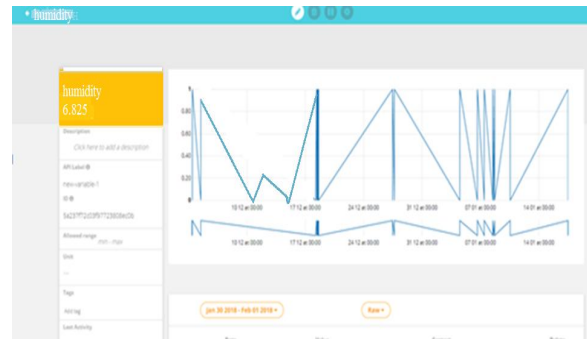 humidity
humidity
6.825
Description
Click here to add a description
API Label
new-variable-1
ID
Allowed range
min - max
Unit
Tags
Add tag
Last Activity
0.80
0.60
0.40
0.20
0
10 12 at 00:00 17 12 at 00:00 24 12 at 00:00 31 12 at 00:00 07 01 at 00:00 14 01 at 00:00
10 12 at 00:00 17 12 at 00:00 24 12 at 00:00 31 12 at 00:00 07 01 at 00:00 14 01 at 00:00
Jan 30 2018 - Feb 01 2018
Raw